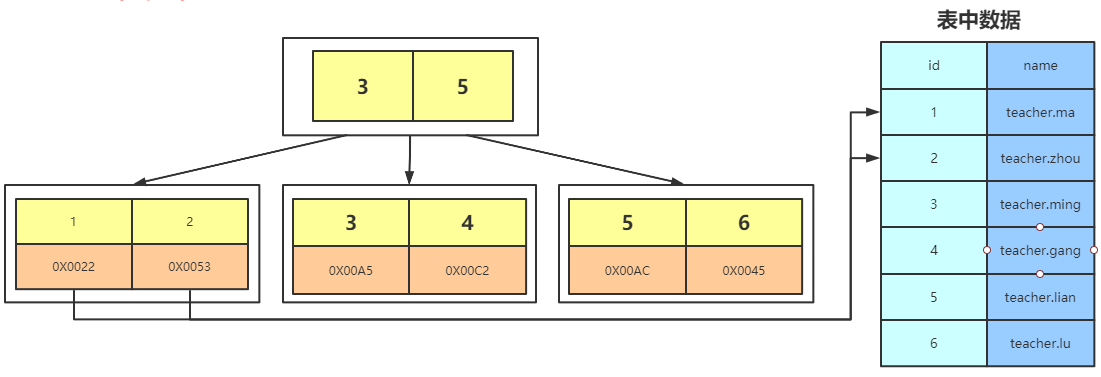 表中数据
3 5
1 2
0X0022 0X0053
3 4
0X00A5 0X00C2
5 6
0X00AC 0X0045
id name
1 teacher.ma
2 teacher.zhou
3 teacher.ming
4 teacher.gang
5 teacher.lian
6 teacher.lu